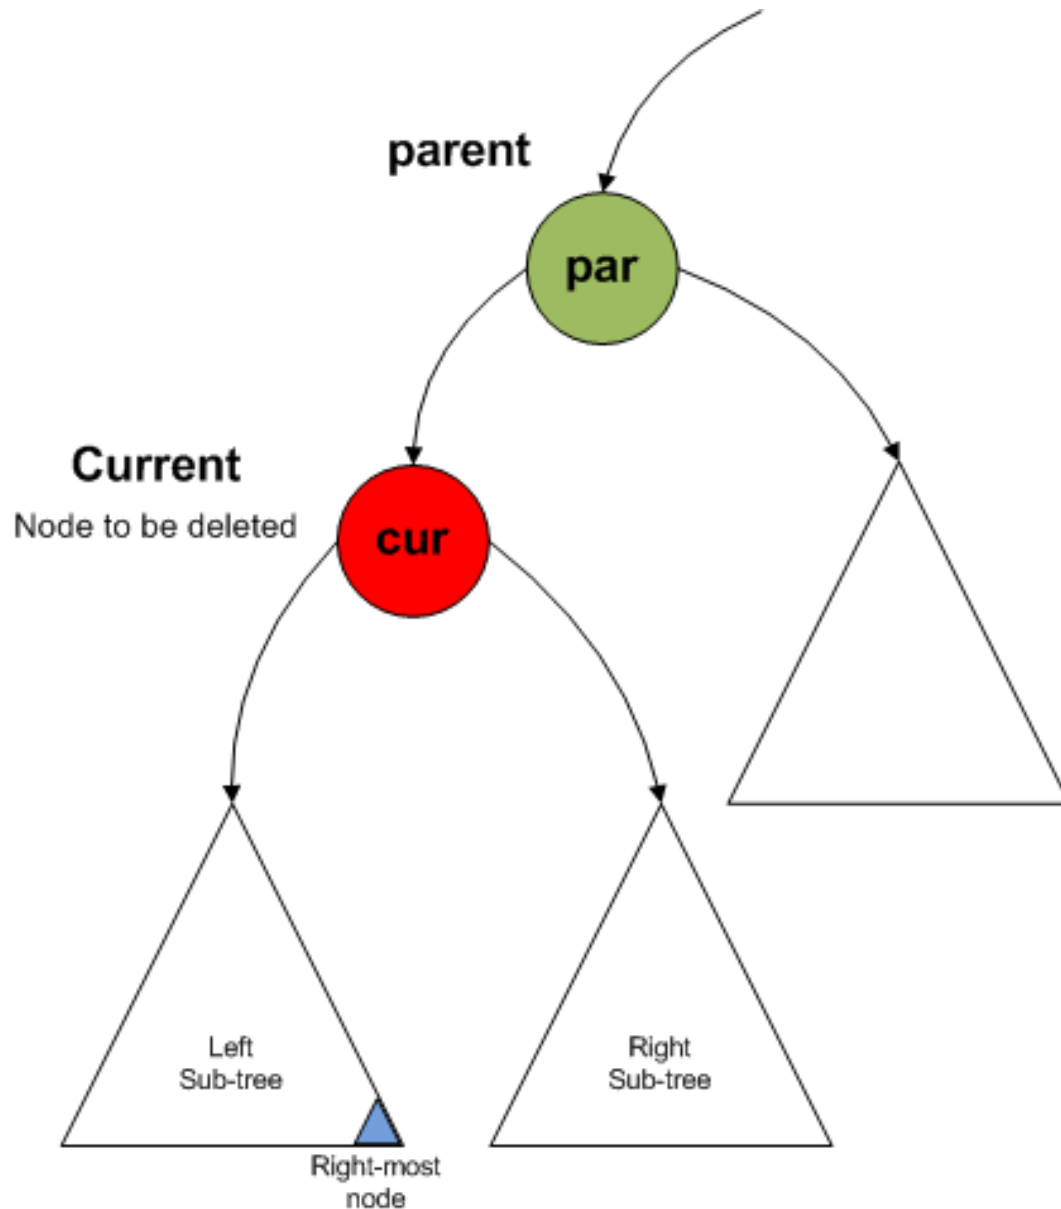 parent
par
Current
Node to be deleted
cur
Left
Sub-tree
Right
Sub-tree
Right-most
node